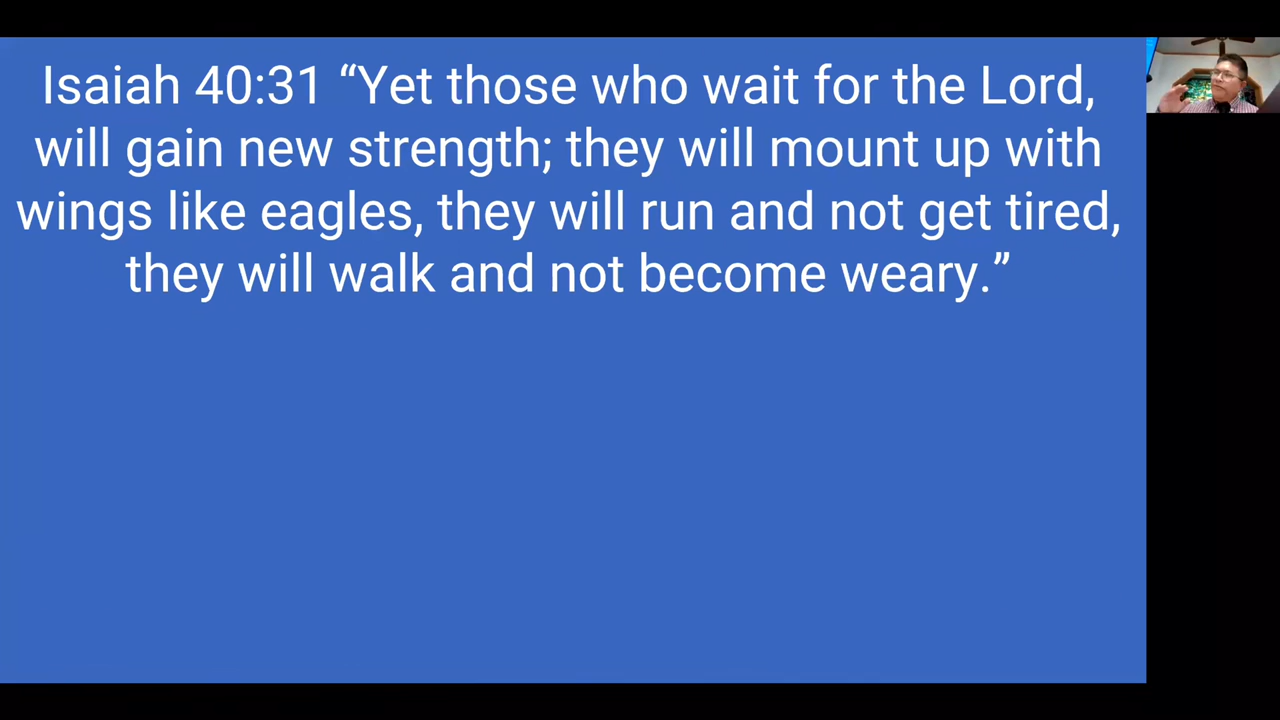 Isaiah 40:31 “Yet those who wait for the Lord,
will gain new strength; they will mount up with
wings like eagles, they will run and not get tired,
they will walk and not become weary.”